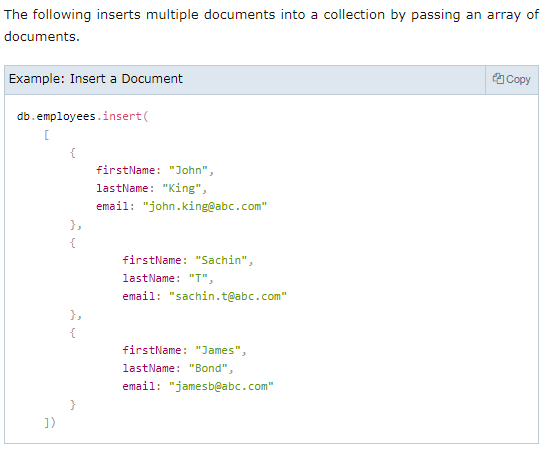 The following inserts multiple documents into a collection by passing an array of
documents.
Example: Insert a Document
Copy
db.employees.insert(
[
{
firstName: "John",
lastName: "King",
email: "john.king@abc.com"
},
{
firstName: "Sachin",
lastName: "T",
email: "sachin.t@abc.com"
},
{
firstName: "James",
lastName: "Bond",
email: "jamesb@abc.com"
}
])